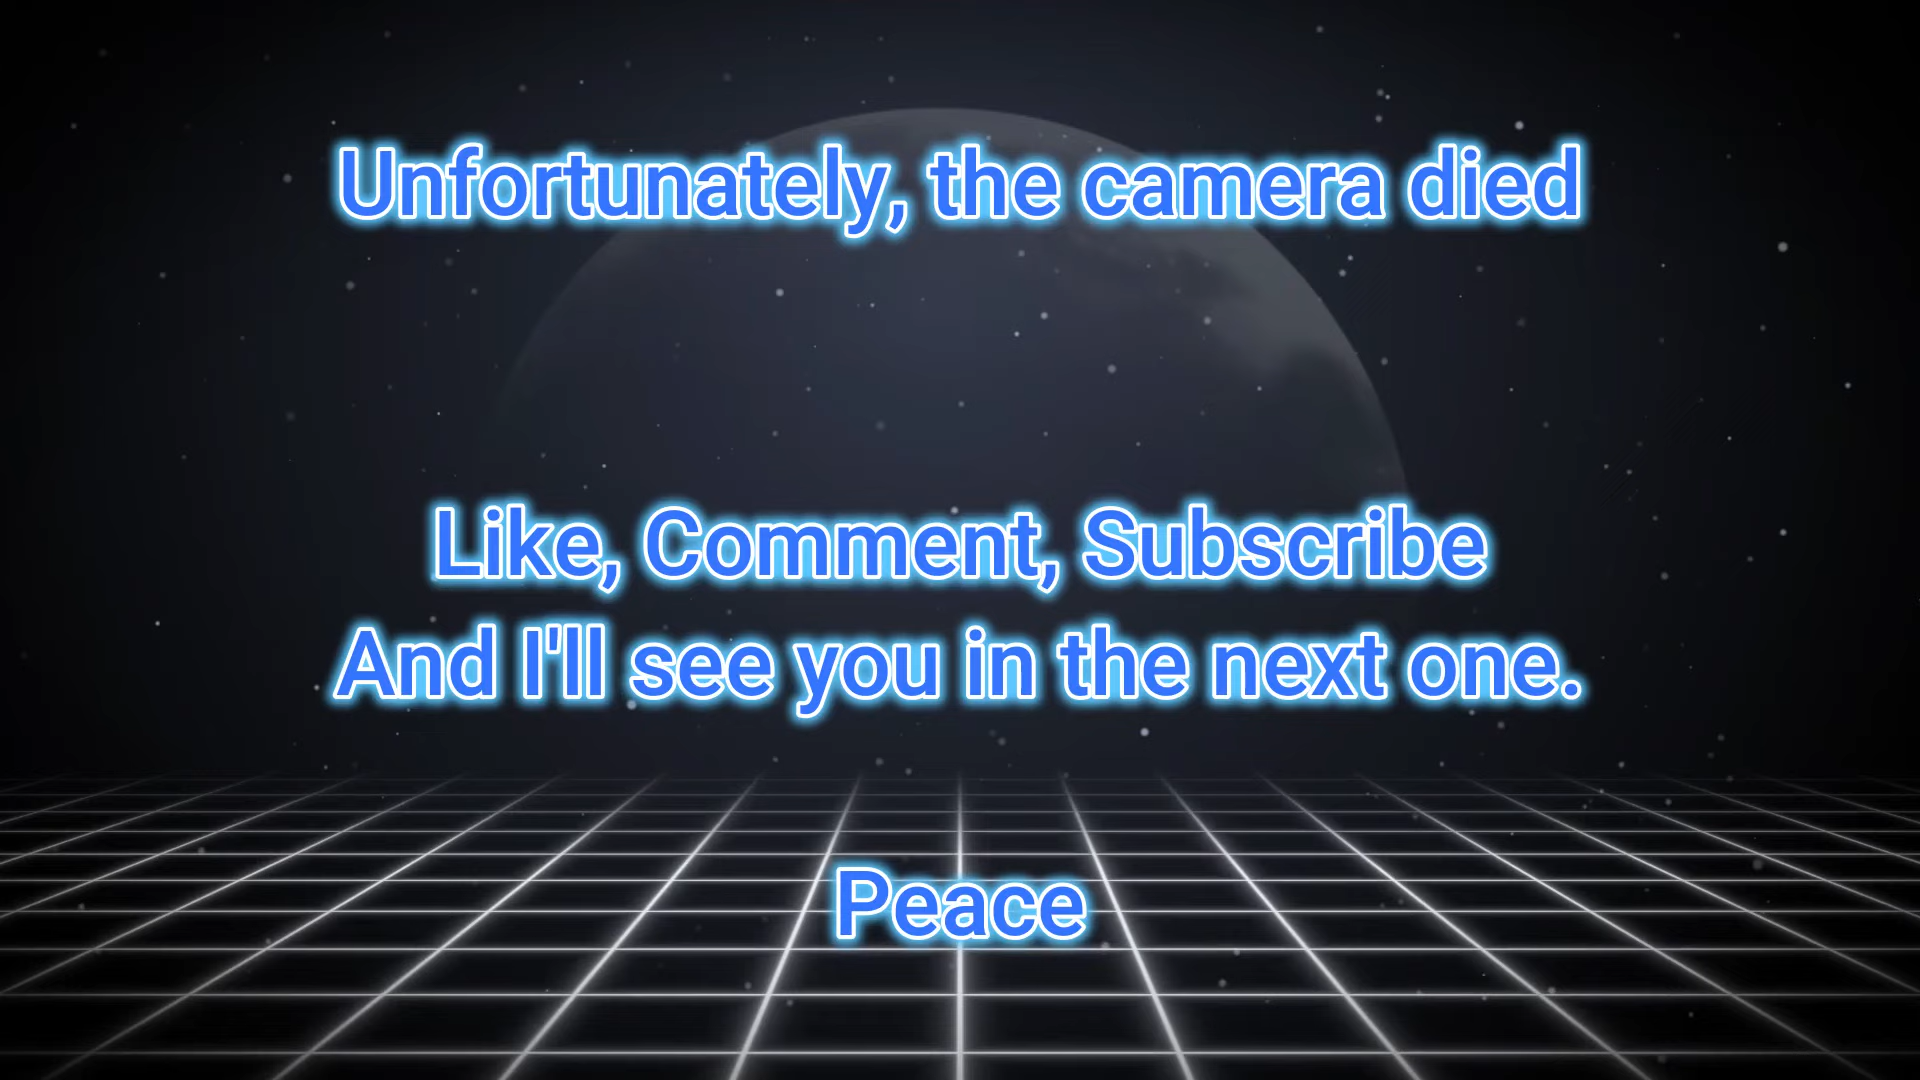 Unfortunately, the camera died
Like, Comment, Subscribe
And I'll see you in the next one.
Peace